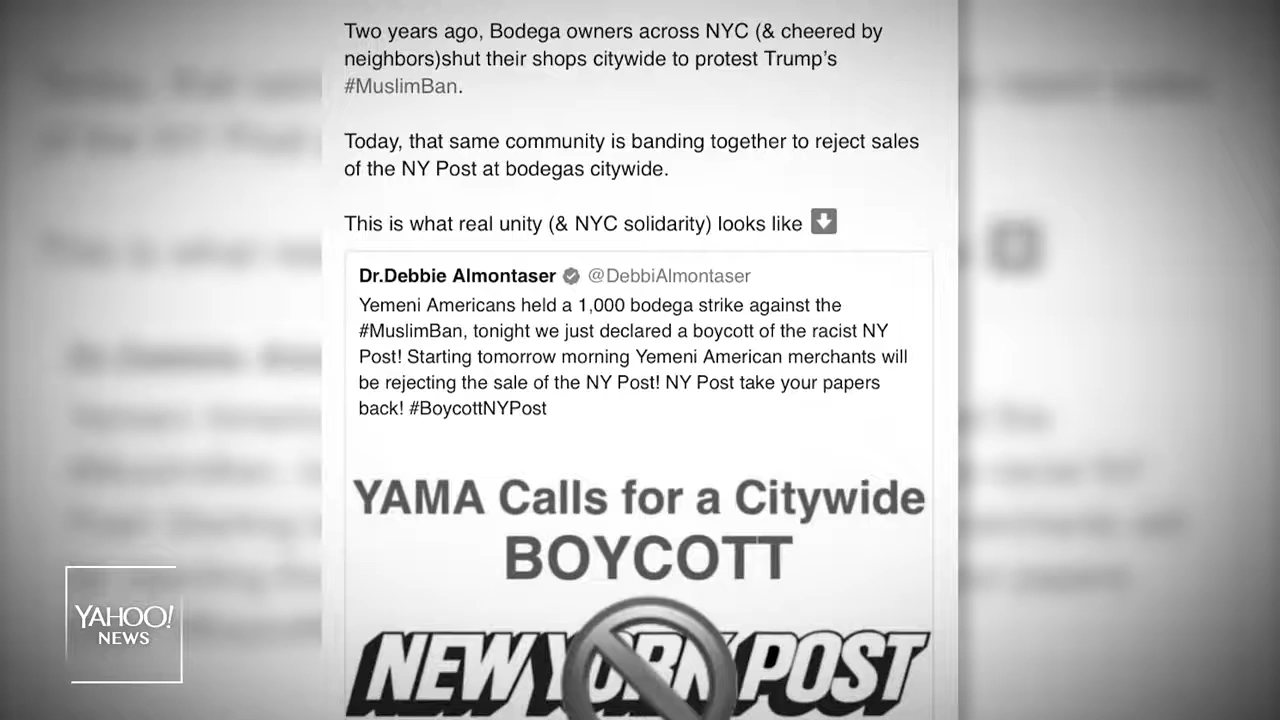 Two years ago, Bodega owners across NYC (& cheered by
neighbors)shut their shops citywide to protest Trump's
#MuslimBan.
Today, that same community is banding together to reject sales
of the NY Post at bodegas citywide.
This is what real unity (& NYC solidarity) looks like
Dr.Debbie Almontaser @DebbiAlmontaser
Yemeni Americans held a 1,000 bodega strike against the
#MuslimBan, tonight we just declared a boycott of the racist NY
Post! Starting tomorrow morning Yemeni American merchants will
be rejecting the sale of the NY Post! NY Post take your papers
back! #BoycottNYPost
YAMA Calls for a Citywide
BOYCOTT
NEW YORK POST
YAHOO!
NEWS